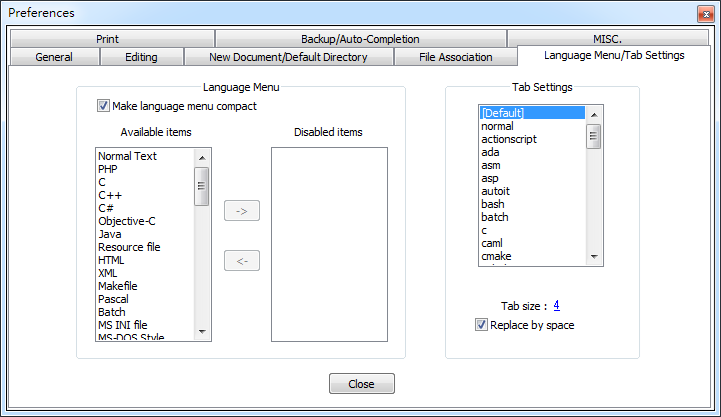 Preferences
Print
Backup/Auto-Completion
MISC.
General
Editing
New Document/Default Directory
File Association
Language Menu/Tab Settings
Language Menu
Make language menu compact
Available items
Disabled items
Normal Text
PHP
C
C++
C#
Objective-C
Java
Resource file
HTML
XML
Makefile
Pascal
Batch
MS INI file
MS-DOS Style
->
<-
Tab Settings
[Default]
normal
actionscript
ada
asm
asp
autoit
bash
batch
c
caml
cmake
Tab size : 4
Replace by space
Close